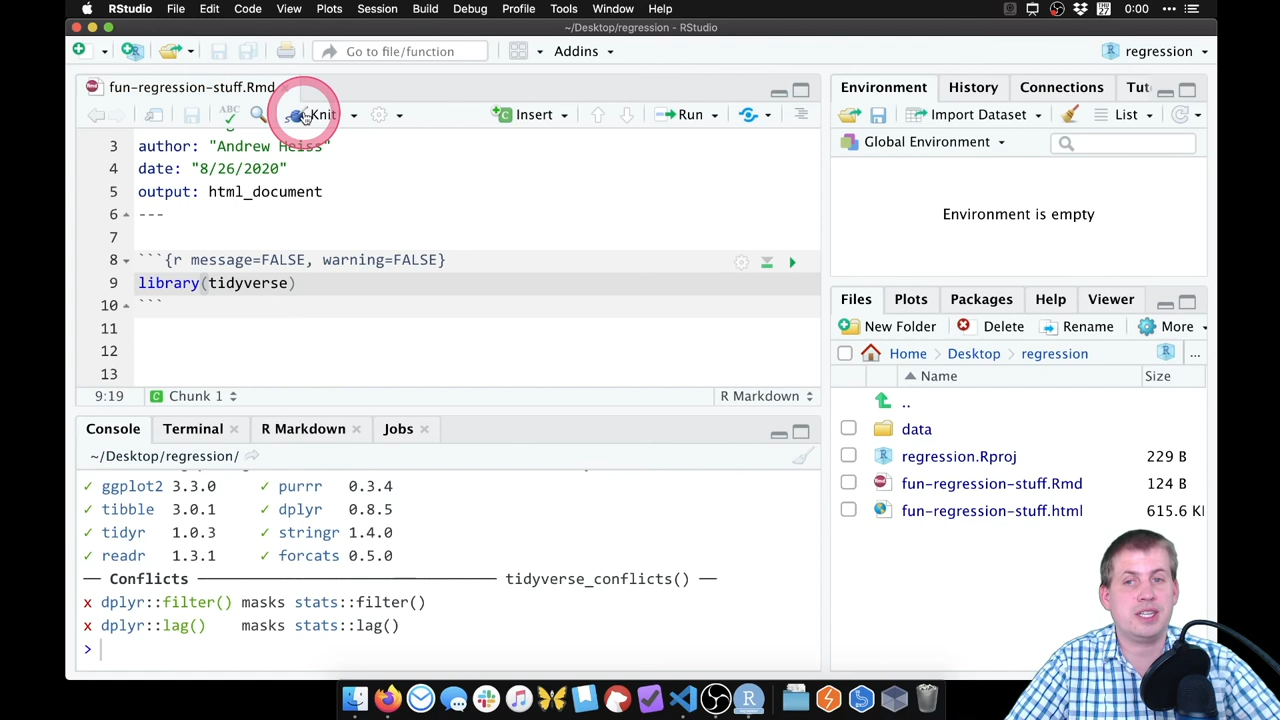 RStudio File Edit Code View Plots Session Build Debug Profile Tools Window Help THU 27 0:00
~/Desktop/regression - RStudio
Go to file/function Addins regression
fun-regression-stuff.Rmd
ABC Knit Insert Run
3 author: "Andrew Heiss"
4 date: "8/26/2020"
5 output: html_document
6 ---
7
8 ```{r message=FALSE, warning=FALSE}
9 library(tidyverse)
10 ```
11
12
13
9:19 C Chunk 1 R Markdown
Console Terminal R Markdown Jobs
~/Desktop/regression/
✓ ggplot2 3.3.0 ✓ purrr 0.3.4
✓ tibble 3.0.1 ✓ dplyr 0.8.5
✓ tidyr 1.0.3 ✓ stringr 1.4.0
✓ readr 1.3.1 ✓ forcats 0.5.0
── Conflicts ── tidyverse_conflicts() ──
x dplyr::filter() masks stats::filter()
x dplyr::lag() masks stats::lag()
>
Environment History Connections Tut
Import Dataset List
Global Environment
Environment is empty
Files Plots Packages Help Viewer
New Folder Delete Rename More
Home Desktop regression ...
Name Size
..
data
regression.Rproj 229 B
fun-regression-stuff.Rmd 124 B
fun-regression-stuff.html 615.6 K